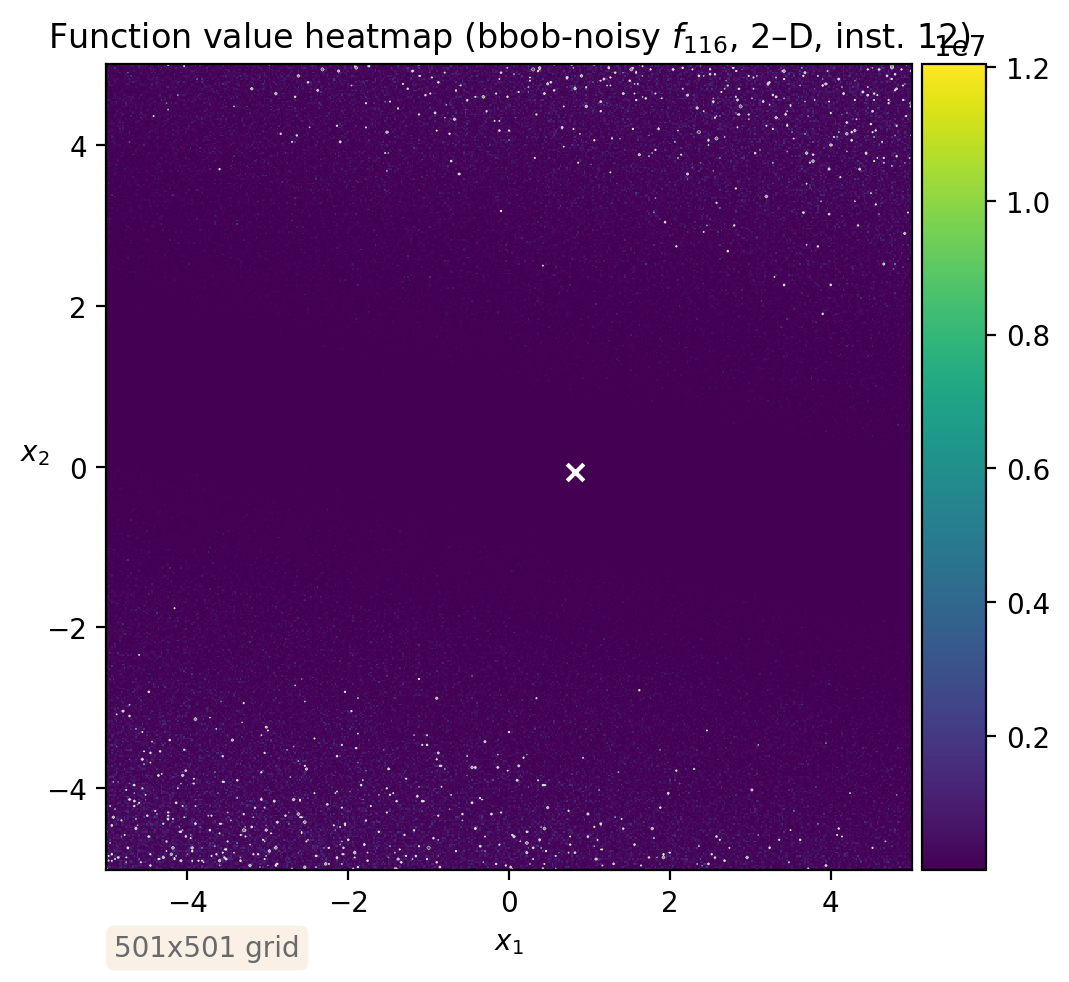 Function value heatmap (bbob-noisy f₁₁₆, 2–D, inst. 12)
1e7
1.2
1.0
0.8
0.6
0.4
0.2
4
2
0
−2
−4
x₂
−4 −2 0 2 4
x₁
501x501 grid